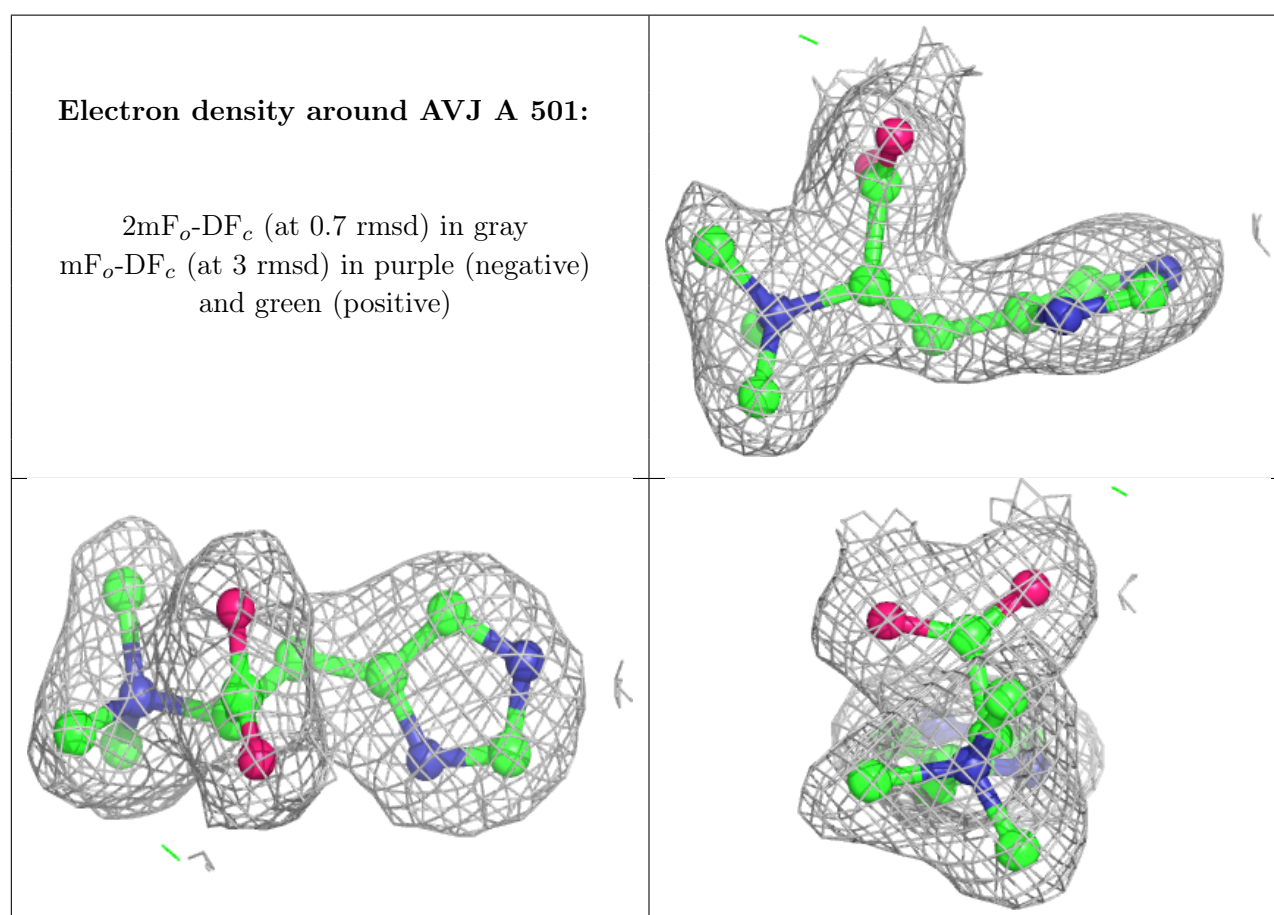 Electron density around AVJ A 501:
2mFo-DFc (at 0.7 rmsd) in gray
mFo-DFc (at 3 rmsd) in purple (negative)
and green (positive)